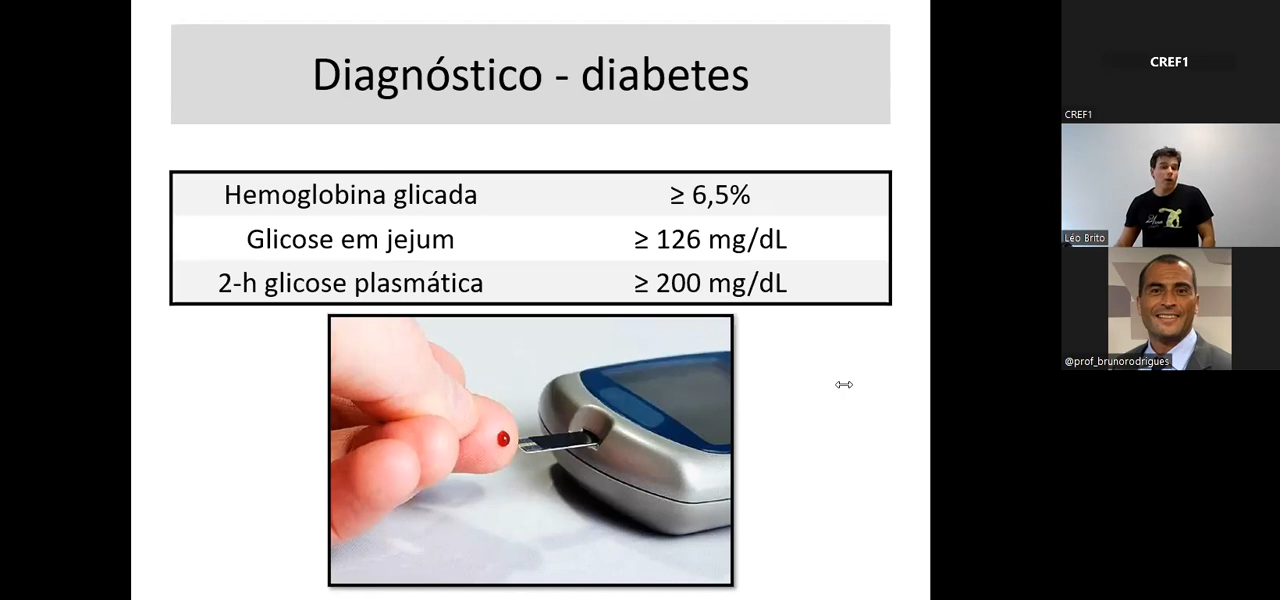 Diagnóstico - diabetes
Hemoglobina glicada ≥ 6,5%
Glicose em jejum ≥ 126 mg/dL
2-h glicose plasmática ≥ 200 mg/dL
CREF1
CREF1
Léo Brito
@prof_brunorodrigues